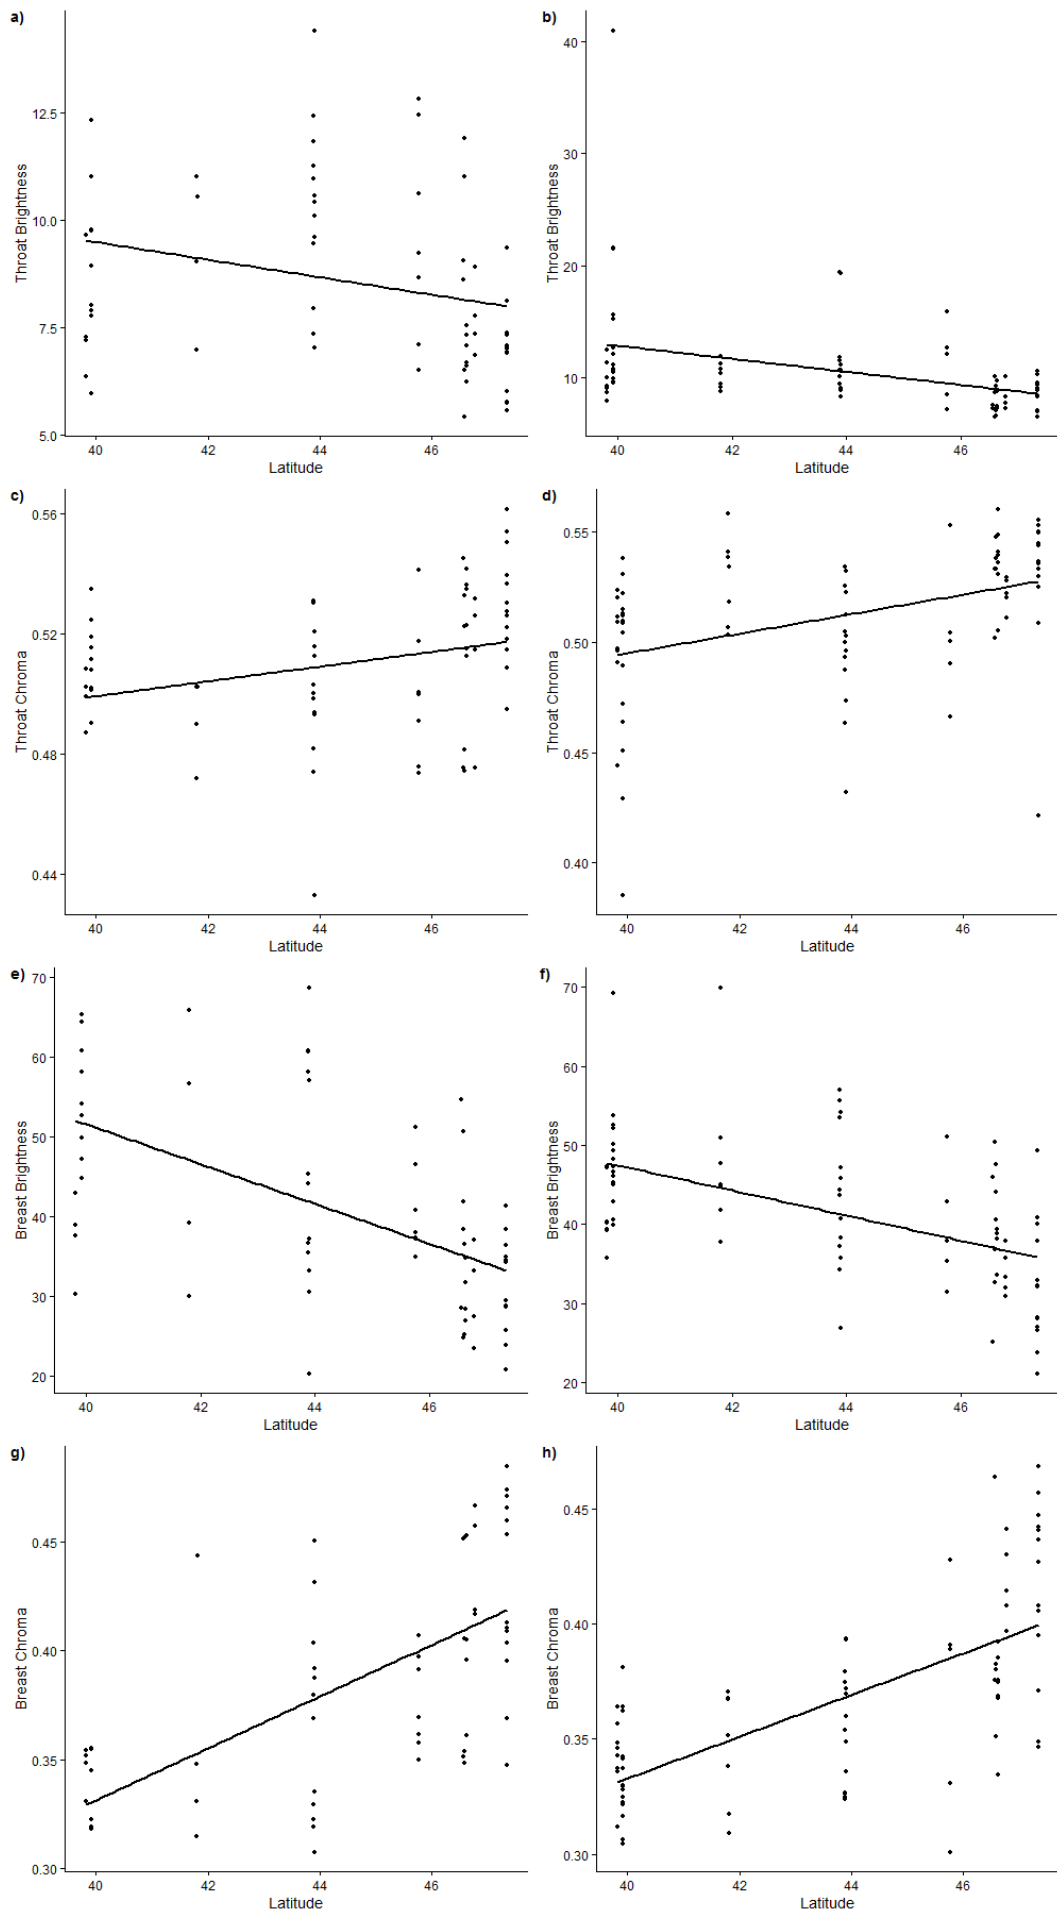 a)
12.5
10.0
7.5
5.0
Throat Brightness
40 42 44 46
Latitude
b)
40
30
20
10
Throat Brightness
40 42 44 46
Latitude
c)
0.56
0.52
0.48
0.44
Throat Chroma
40 42 44 46
Latitude
d)
0.55
0.50
0.45
0.40
Throat Chroma
40 42 44 46
Latitude
e)
70
60
50
40
30
20
Breast Brightness
40 42 44 46
Latitude
f)
70
60
50
40
30
20
Breast Brightness
40 42 44 46
Latitude
g)
0.45
0.40
0.35
0.30
Breast Chroma
40 42 44 46
Latitude
h)
0.45
0.40
0.35
0.30
Breast Chroma
40 42 44 46
Latitude